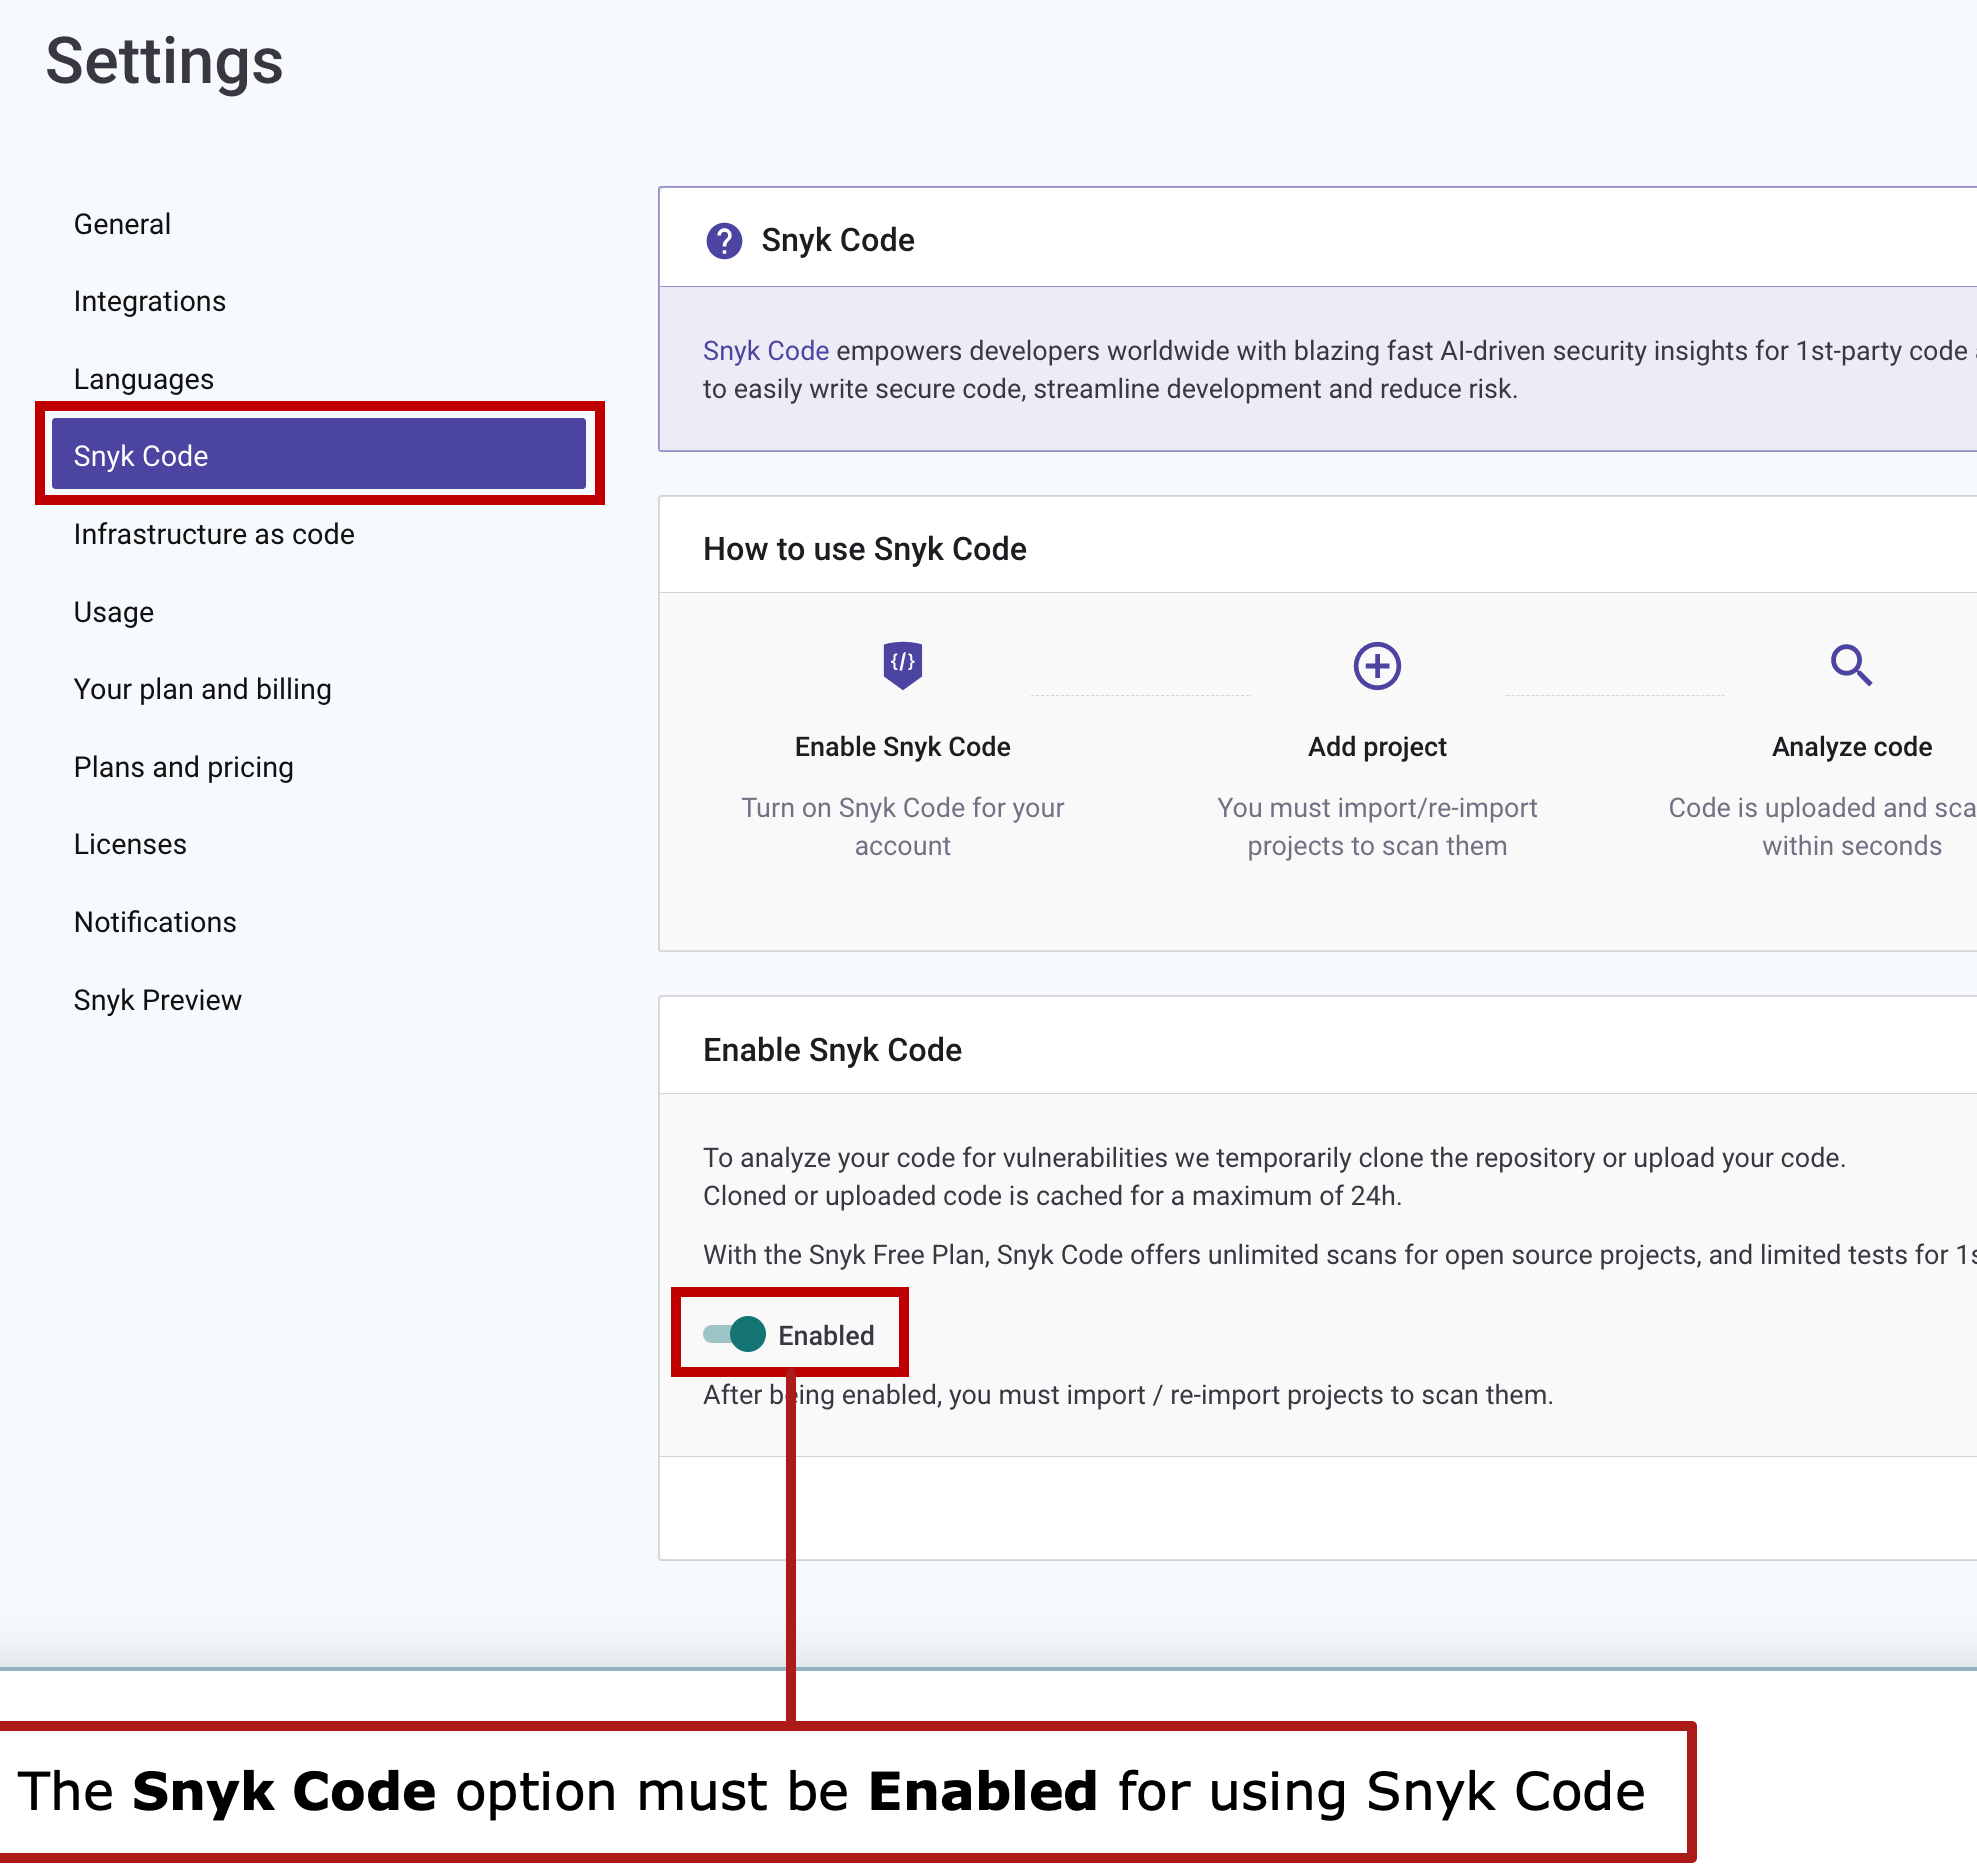 Settings
General
Integrations
Languages
Snyk Code
Infrastructure as code
Usage
Your plan and billing
Plans and pricing
Licenses
Notifications
Snyk Preview
Snyk Code
Snyk Code empowers developers worldwide with blazing fast AI-driven security insights for 1st-party code
to easily write secure code, streamline development and reduce risk.
How to use Snyk Code
{/}
Enable Snyk Code
Turn on Snyk Code for your
account
Add project
You must import/re-import
projects to scan them
Analyze code
Code is uploaded and sca
within seconds
Enable Snyk Code
To analyze your code for vulnerabilities we temporarily clone the repository or upload your code.
Cloned or uploaded code is cached for a maximum of 24h.
With the Snyk Free Plan, Snyk Code offers unlimited scans for open source projects, and limited tests for 1s
Enabled
After being enabled, you must import / re-import projects to scan them.
The Snyk Code option must be Enabled for using Snyk Code